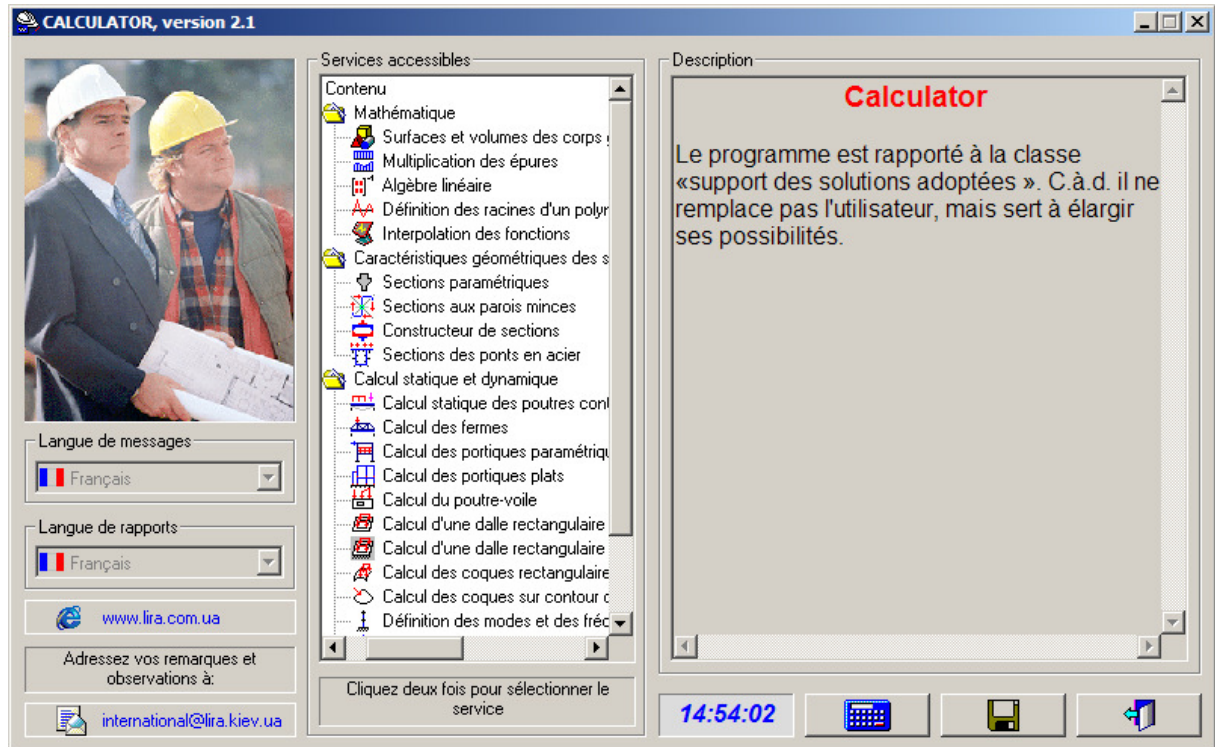 CALCULATOR, version 2.1
Langue de messages
Français
Langue de rapports
Français
www.lira.com.ua
Adressez vos remarques et
observations à:
international@lira.kiev.ua
Services accessibles
Contenu
Mathématique
Surfaces et volumes des corps
Multiplication des épures
Algèbre linéaire
Définition des racines d'un
Interpolation des fonctions
Caractéristiques géométriques des s
Sections paramétriques
Sections aux parois minces
Constructeur de sections
Sections des ponts en acier
Calcul statique et dynamique
Calcul statique des poutres
Calcul des fermes
Calcul des portiques paramétriqu
Calcul des portiques plats
Calcul du poutre-voile
Calcul d'une dalle rectangulaire
Calcul d'une dalle rectangulaire
Calcul des coques rectangulaire
Calcul des coques sur contour
Définition des modes et des
Cliquez deux fois pour sélectionner le
service
Description
Calculator
Le programme est rapporté à la classe
«support des solutions adoptées ». C.à.d. il ne
remplace pas l'utilisateur, mais sert à élargir
ses possibilités.
14:54:02